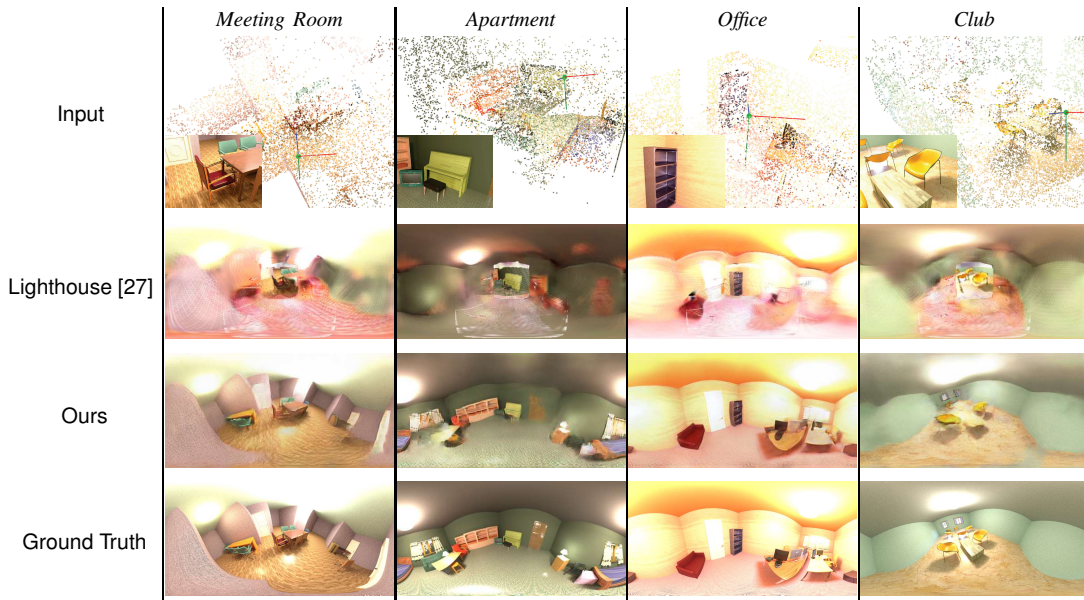 Meeting Room
Apartment
Office
Club
Input
Lighthouse [27]
Ours
Ground Truth